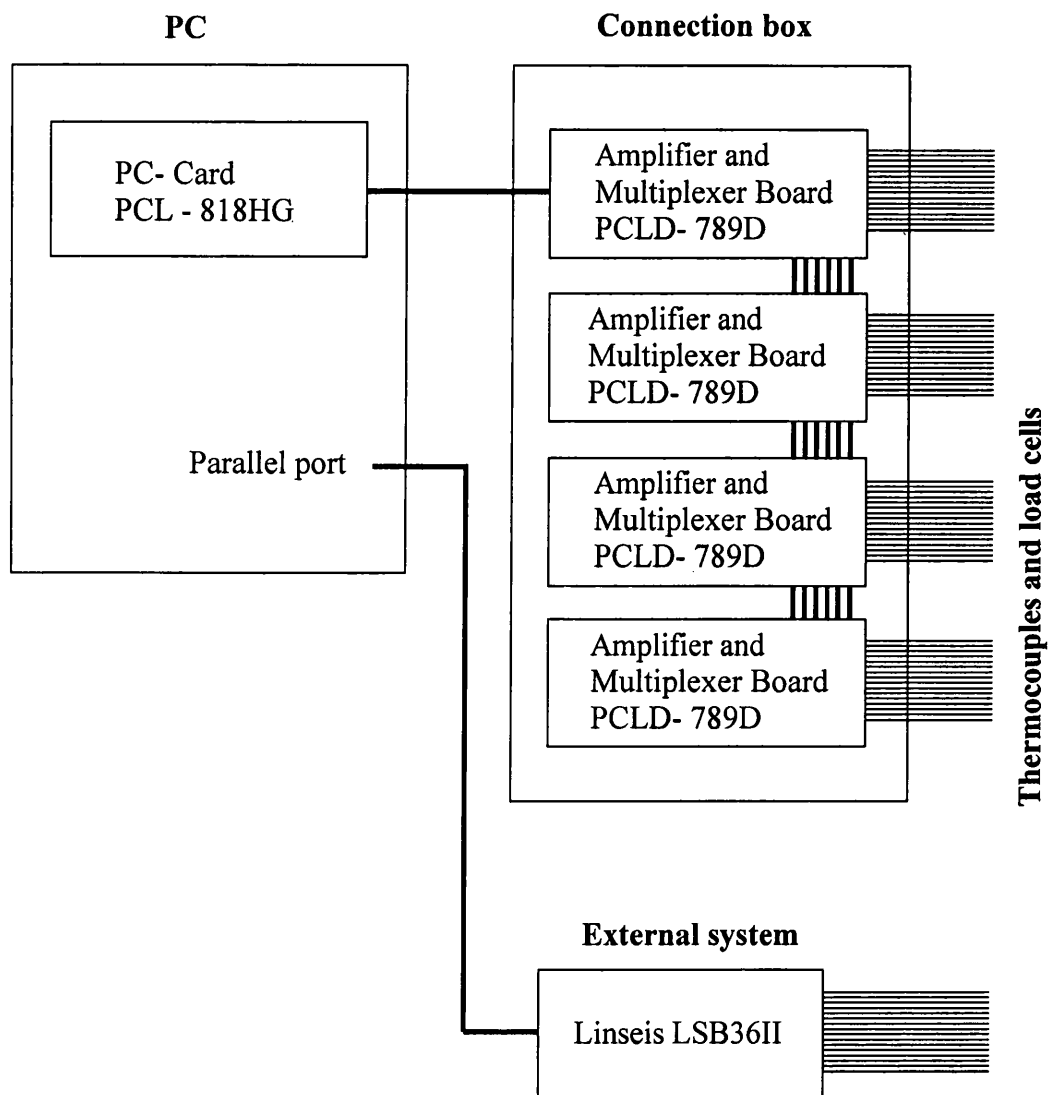 PC
Connection box
PC- Card
PCL - 818HG
Amplifier and
Multiplexer Board
PCLD- 789D
Amplifier and
Multiplexer Board
PCLD- 789D
Parallel port
Amplifier and
Multiplexer Board
PCLD- 789D
Amplifier and
Multiplexer Board
PCLD- 789D
Thermocouples and load cells
External system
Linseis LSB36II